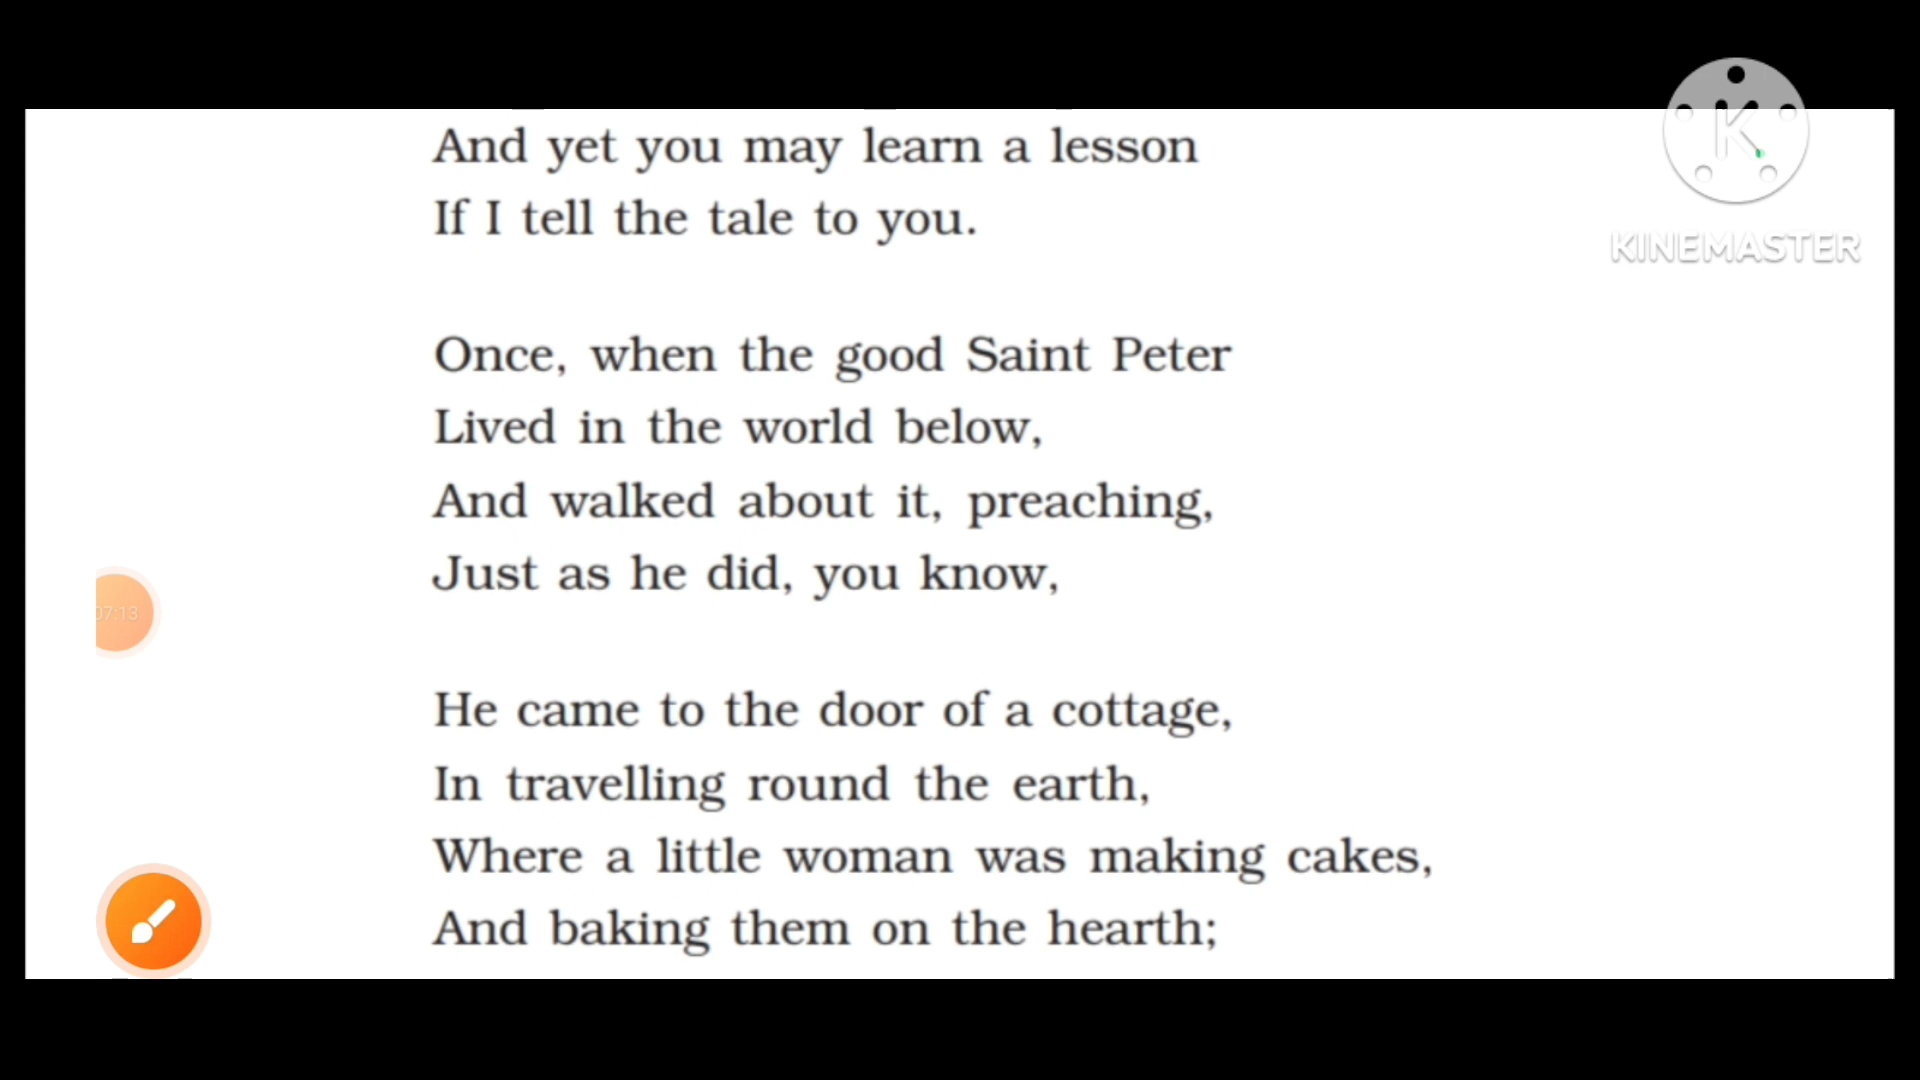 And yet you may learn a lesson
If I tell the tale to you.
Once, when the good Saint Peter
Lived in the world below,
And walked about it, preaching,
Just as he did, you know,
He came to the door of a cottage,
In travelling round the earth,
Where a little woman was making cakes,
And baking them on the hearth;
07:13
K
KINEMASTER